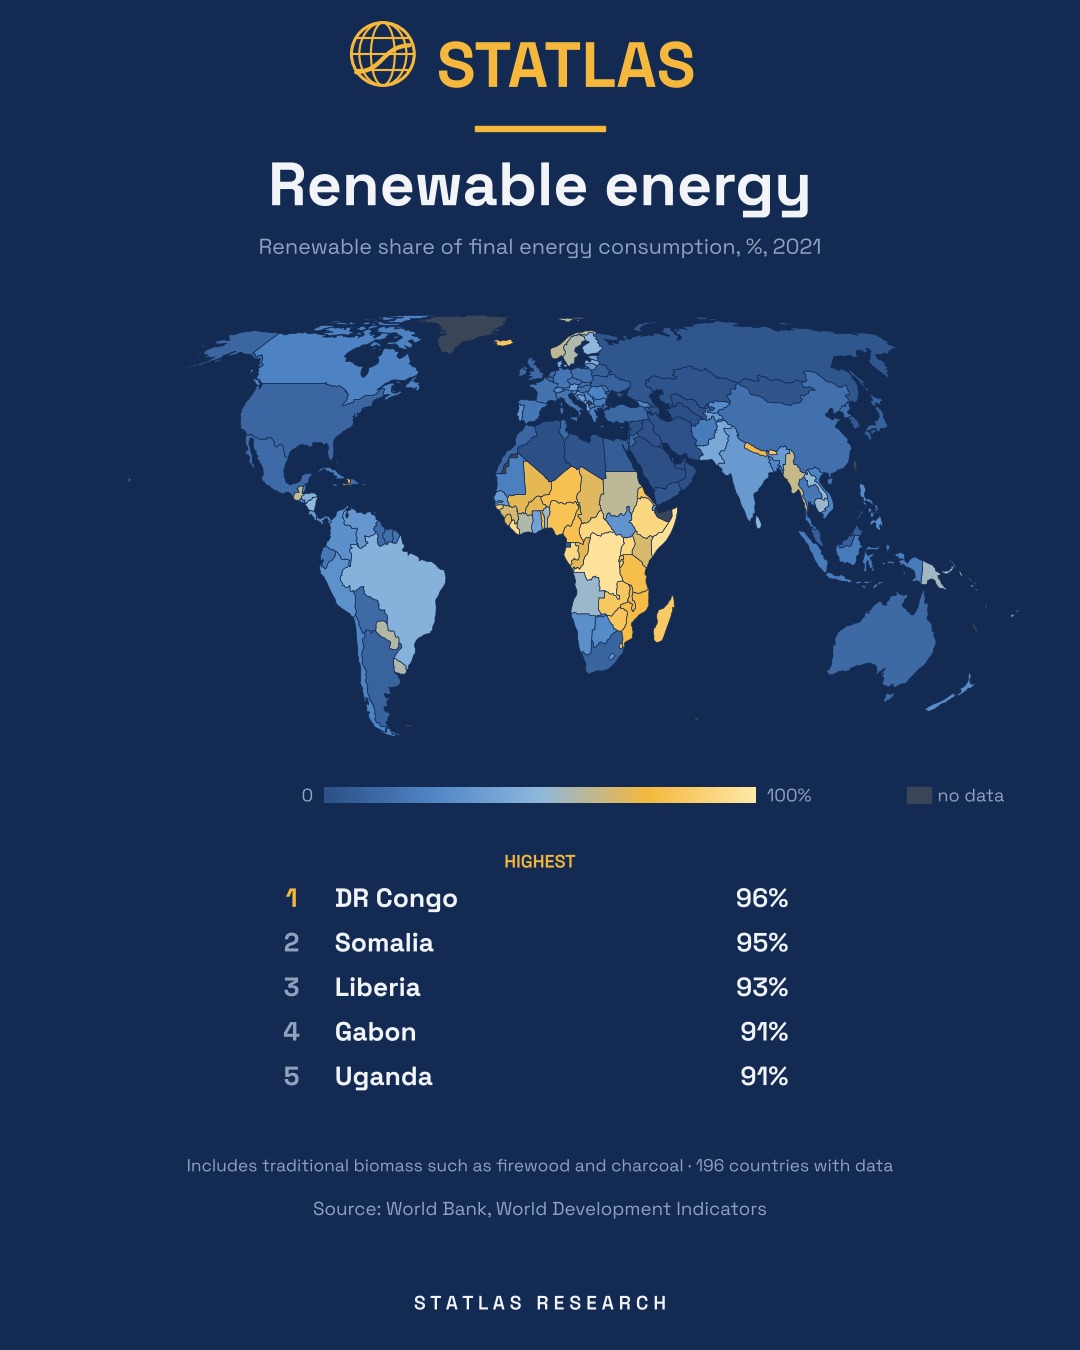 STATLAS
Renewable energy
Renewable share of final energy consumption, %, 2021
0 100% no data
HIGHEST
1 DR Congo 96%
2 Somalia 95%
3 Liberia 93%
4 Gabon 91%
5 Uganda 91%
Includes traditional biomass such as firewood and charcoal · 196 countries with data
Source: World Bank, World Development Indicators
STATLAS RESEARCH